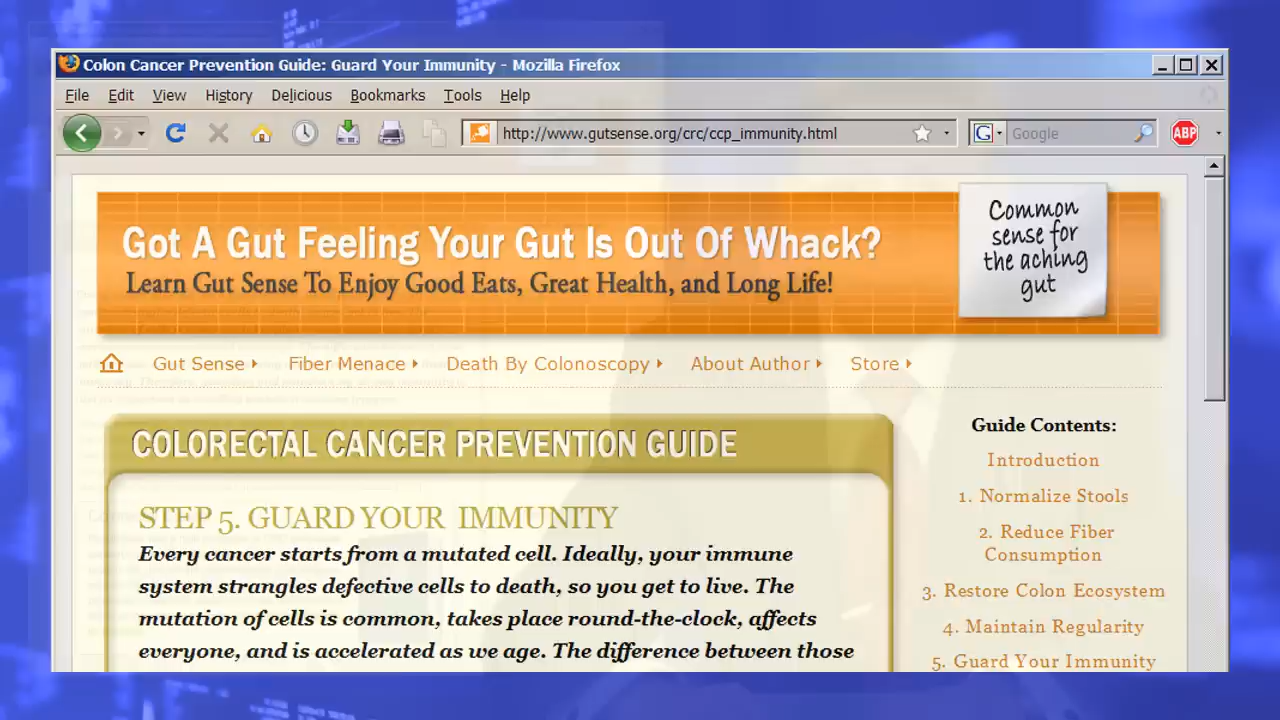 Colon Cancer Prevention Guide: Guard Your Immunity - Mozilla Firefox
File Edit View History Delicious Bookmarks Tools Help
http://www.gutsense.org/crc/ccp_immunity.html
G Google
ABP
Got A Gut Feeling Your Gut Is Out Of Whack?
Learn Gut Sense To Enjoy Good Eats, Great Health, and Long Life!
Common
sense for
the aching
gut
Gut Sense Fiber Menace Death By Colonoscopy About Author Store
COLORECTAL CANCER PREVENTION GUIDE
STEP 5. GUARD YOUR IMMUNITY
Every cancer starts from a mutated cell. Ideally, your immune
system strangles defective cells to death, so you get to live. The
mutation of cells is common, takes place round-the-clock, affects
everyone, and is accelerated as we age. The difference between those
Guide Contents:
Introduction
1. Normalize Stools
2. Reduce Fiber
Consumption
3. Restore Colon Ecosystem
4. Maintain Regularity
5. Guard Your Immunity